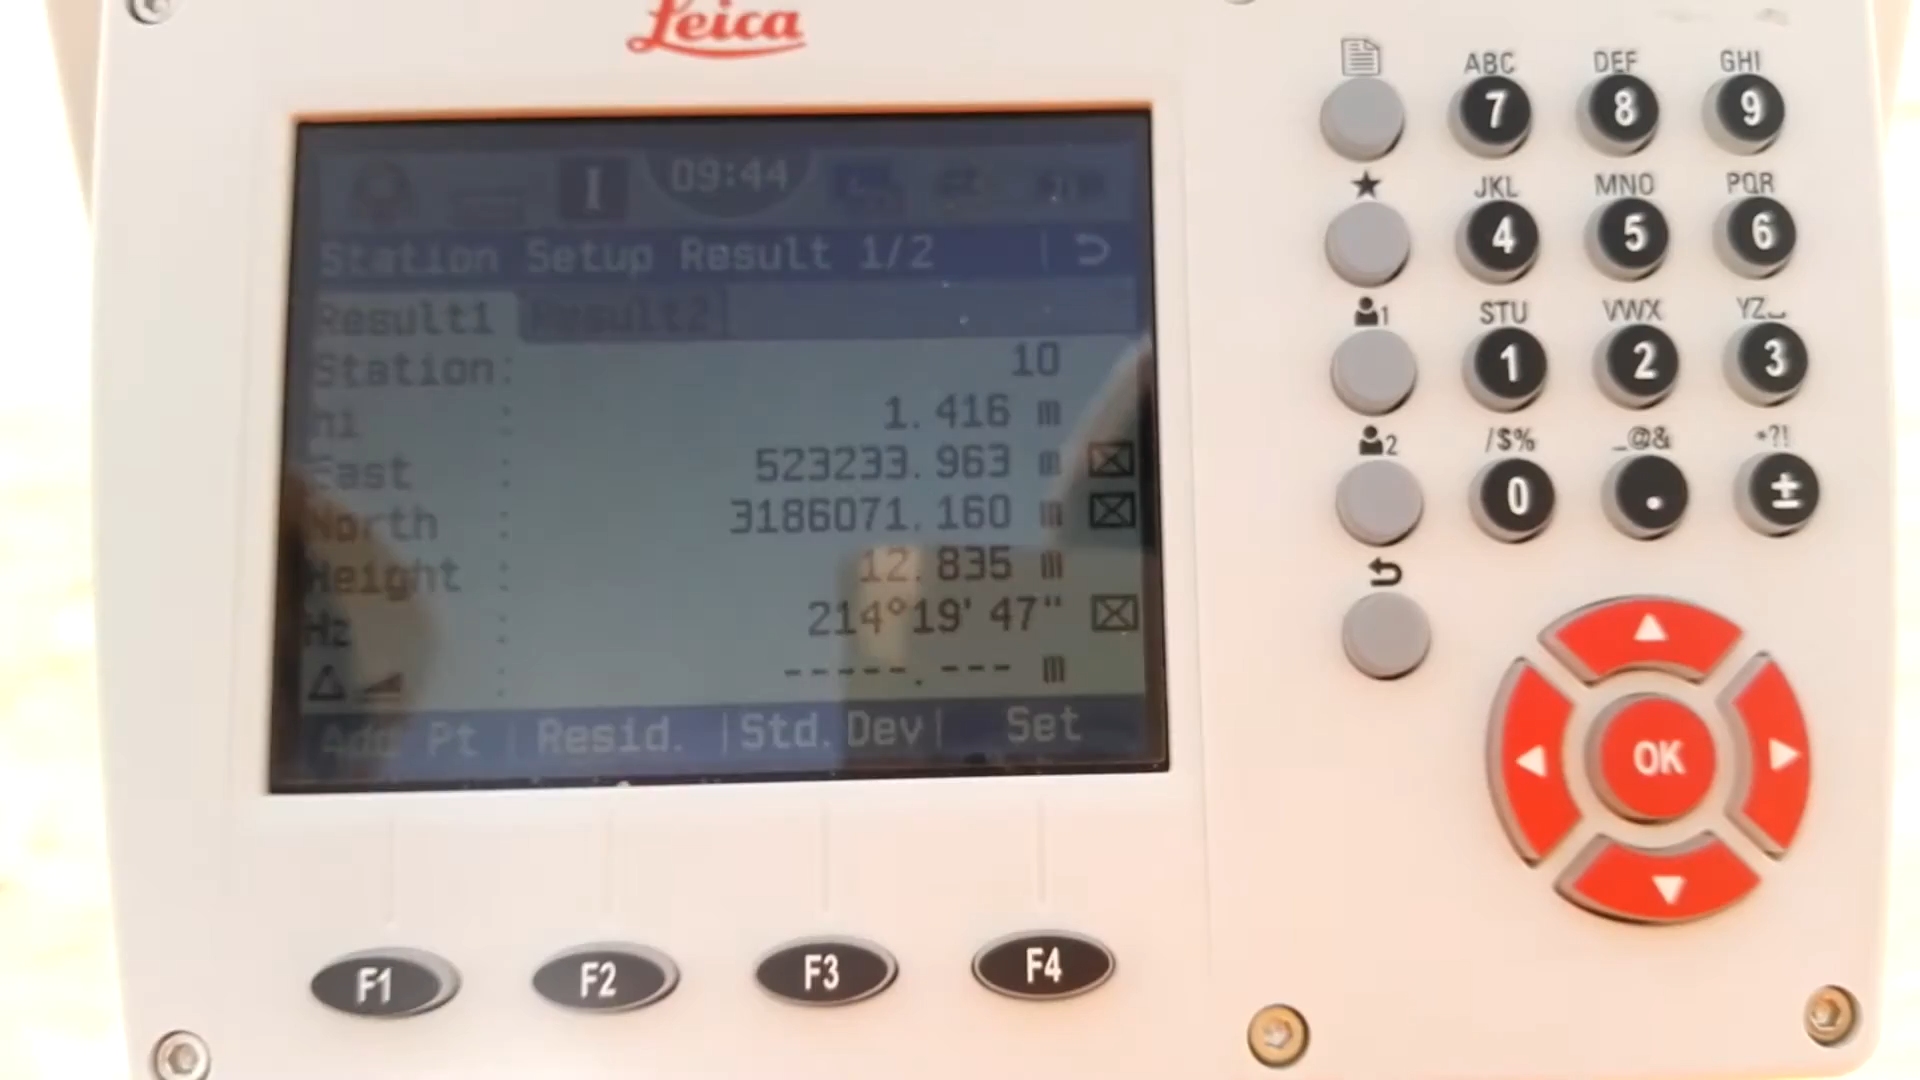 Leica
I 09:44
Station Setup Result 1/2
Result1 Result2
Station: 10
hi : 1.416 m
East : 523233.963 m
North : 3186071.160 m
Height : 12.835 m
Hz : 214°19'47"
: -----.--- m
Add Pt | Resid. | Std. Dev | Set
F1 F2 F3 F4
ABC DEF GHI
7 8 9
JKL MNO PQR
4 5 6
1 STU VWX YZ
1 2 3
2 /$% _@& *?!
0 . ±
OK